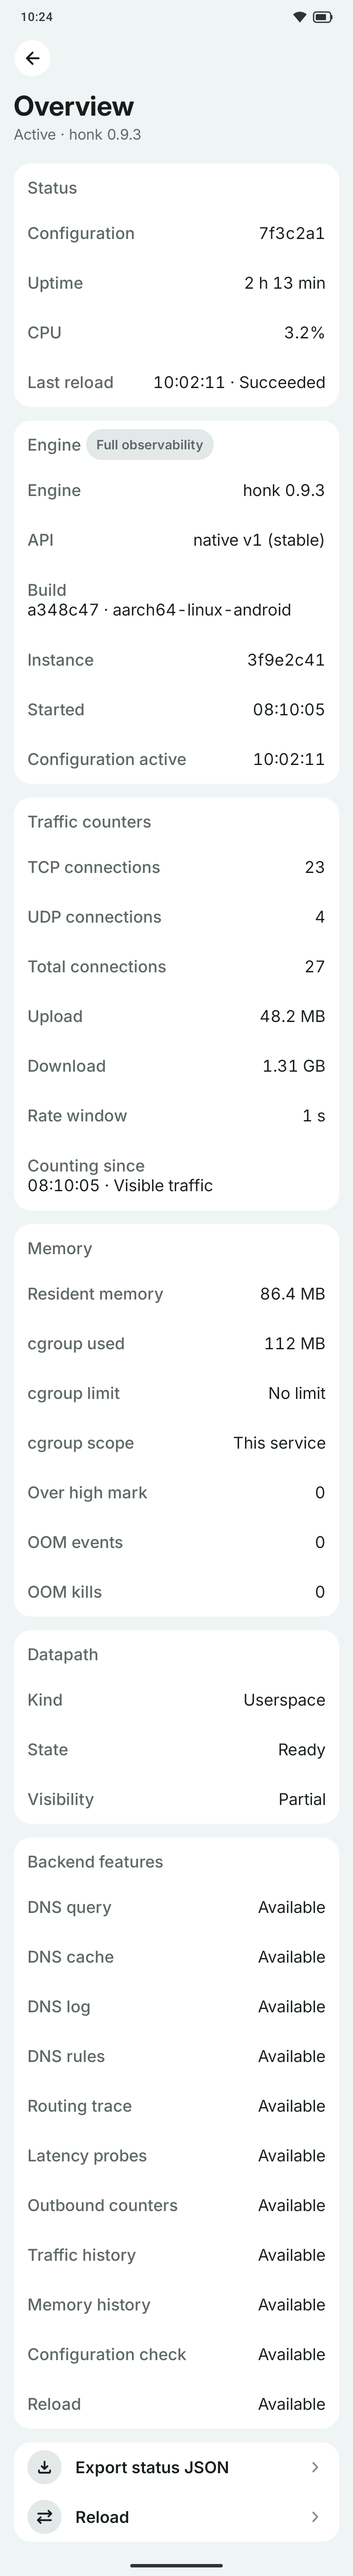 10:24
Overview
Active · honk 0.9.3
Status
Configuration 7f3c2a1
Uptime 2 h 13 min
CPU 3.2%
Last reload 10:02:11 · Succeeded
Engine Full observability
Engine honk 0.9.3
API native v1 (stable)
Build
a348c47 · aarch64-linux-android
Instance 3f9e2c41
Started 08:10:05
Configuration active 10:02:11
Traffic counters
TCP connections 23
UDP connections 4
Total connections 27
Upload 48.2 MB
Download 1.31 GB
Rate window 1 s
Counting since
08:10:05 · Visible traffic
Memory
Resident memory 86.4 MB
cgroup used 112 MB
cgroup limit No limit
cgroup scope This service
Over high mark 0
OOM events 0
OOM kills 0
Datapath
Kind Userspace
State Ready
Visibility Partial
Backend features
DNS query Available
DNS cache Available
DNS log Available
DNS rules Available
Routing trace Available
Latency probes Available
Outbound counters Available
Traffic history Available
Memory history Available
Configuration check Available
Reload Available
Export status JSON
Reload